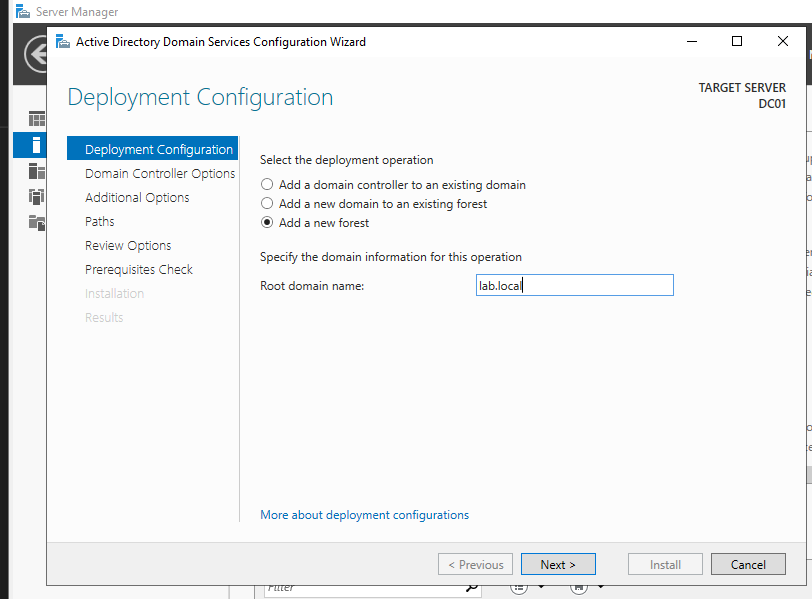 Server Manager
Active Directory Domain Services Configuration Wizard
Deployment Configuration
TARGET SERVER
DC01
Deployment Configuration
Domain Controller Options
Additional Options
Paths
Review Options
Prerequisites Check
Installation
Results
Select the deployment operation
Add a domain controller to an existing domain
Add a new domain to an existing forest
Add a new forest
Specify the domain information for this operation
Root domain name:
lab.local
More about deployment configurations
< Previous
Next >
Install
Cancel
Filter